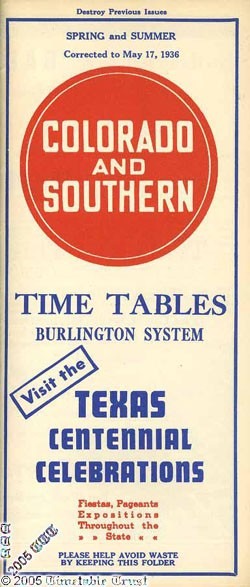 Destroy Previous Issues
SPRING and SUMMER
Corrected to May 17, 1936
COLORADO
AND
SOUTHERN
TIME TABLES
BURLINGTON SYSTEM
Visit the
TEXAS
CENTENNIAL
CELEBRATIONS
Fiestas, Pageants
Expositions
Throughout the
» » State « «
PLEASE HELP AVOID WASTE
BY KEEPING THIS FOLDER
©2005
©2005 Timetable Trust